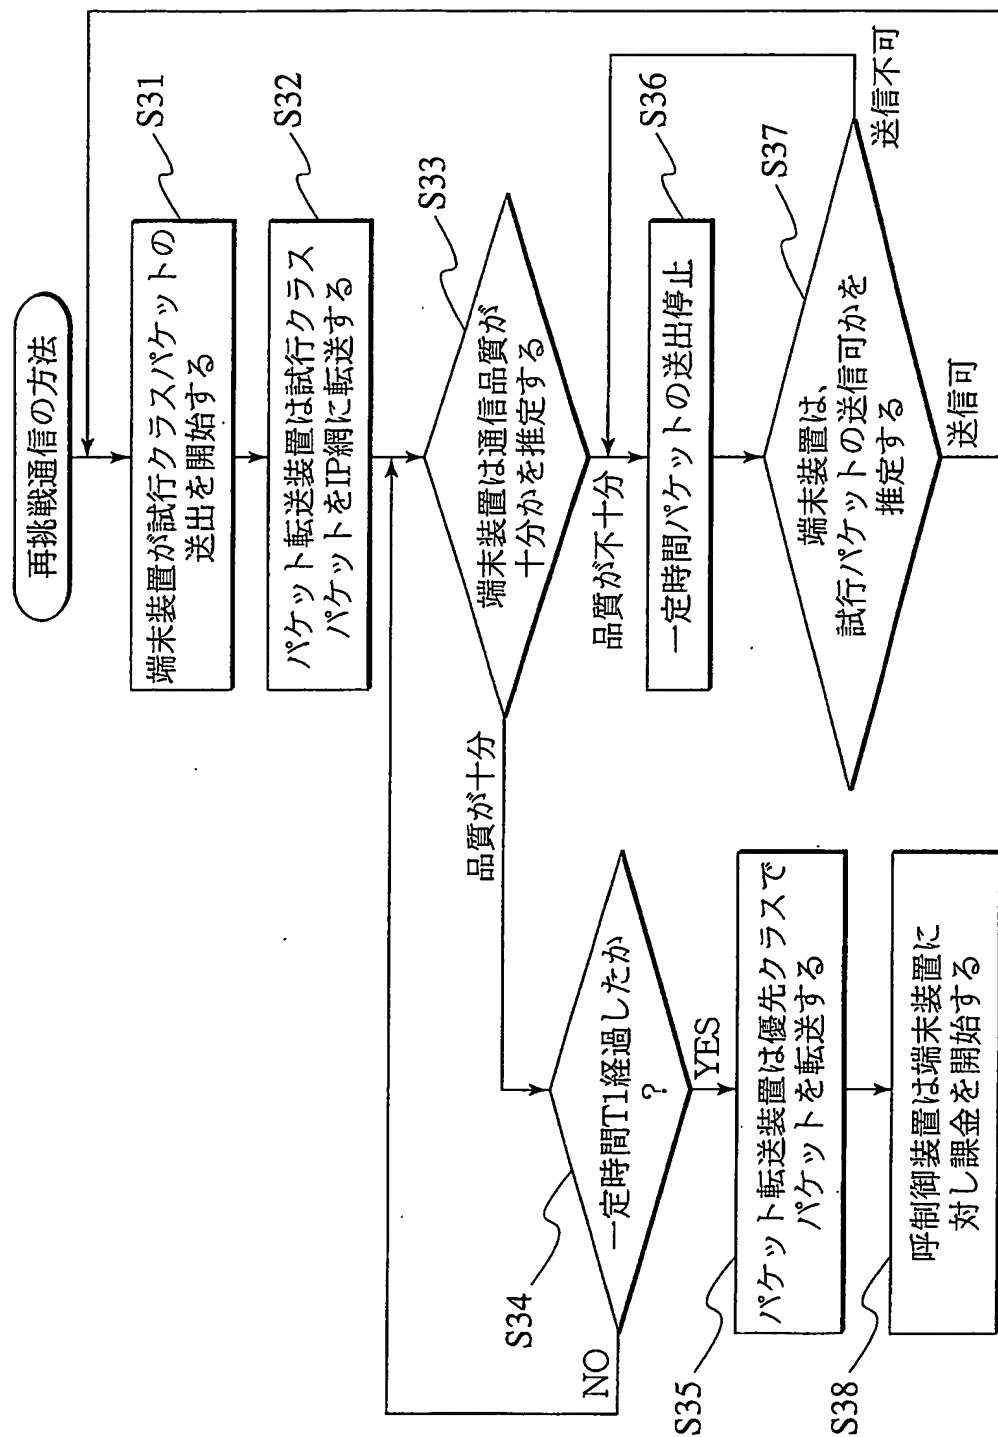 再挑戦通信の方法
S31
端末装置が試行クラスパケットの
送出を開始する
S32
パケット転送装置は試行クラス
パケットをIP網に転送する
S33
端末装置は通信品質が
十分かを推定する
品質が十分
品質が不十分
S34
一定時間T1経過したか
?
NO
YES
S36
一定時間パケットの送出停止
S35
パケット転送装置は優先クラスで
パケットを転送する
S37
端末装置は、
試行パケットの送信可かを
推定する
送信不可
送信可
S38
呼制御装置は端末装置に
対し課金を開始する